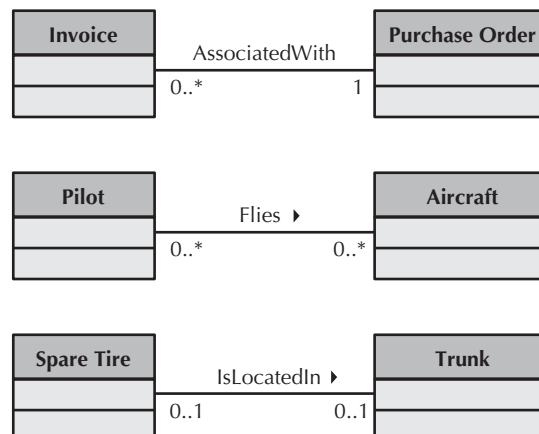 Invoice
AssociatedWith
Purchase Order
0..*
1
Pilot
Flies
Aircraft
0..*
0..*
Spare Tire
IsLocatedIn
Trunk
0..1
0..1